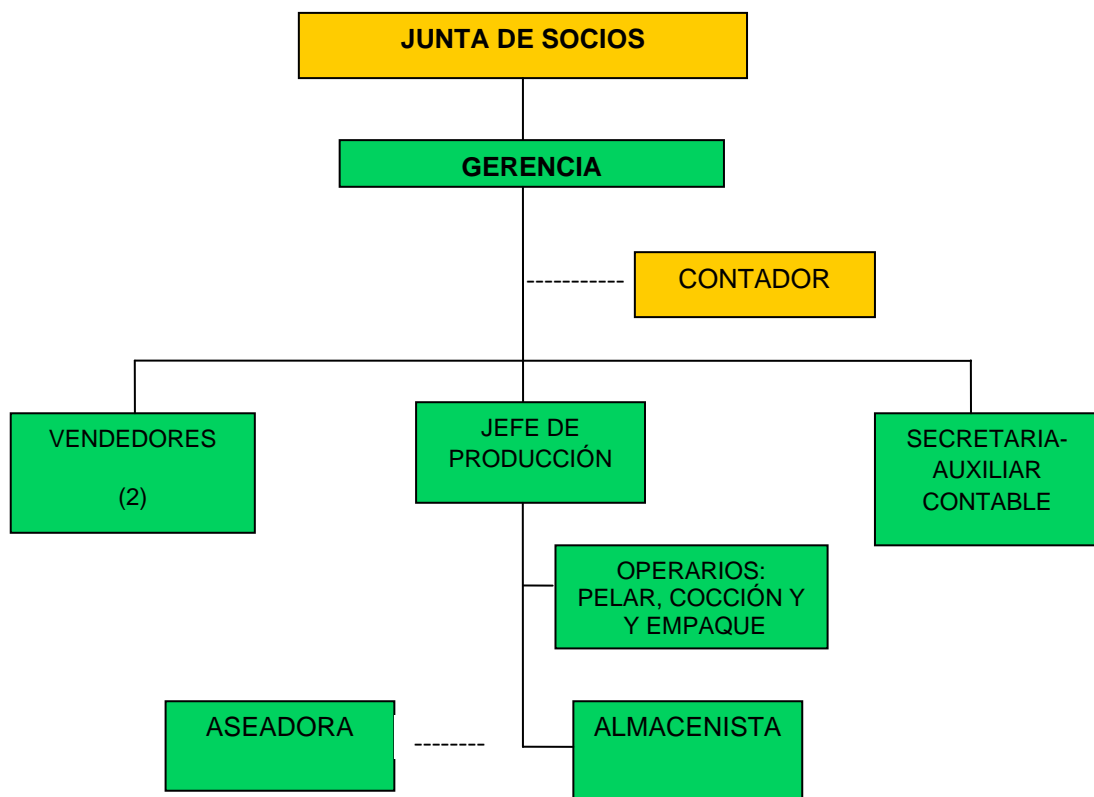 JUNTA DE SOCIOS
GERENCIA
CONTADOR
VENDEDORES
(2)
JEFE DE
PRODUCCIÓN
SECRETARIA-
AUXILIAR
CONTABLE
OPERARIOS:
PELAR, COCCIÓN Y
Y EMPAQUE
ASEADORA
ALMACENISTA